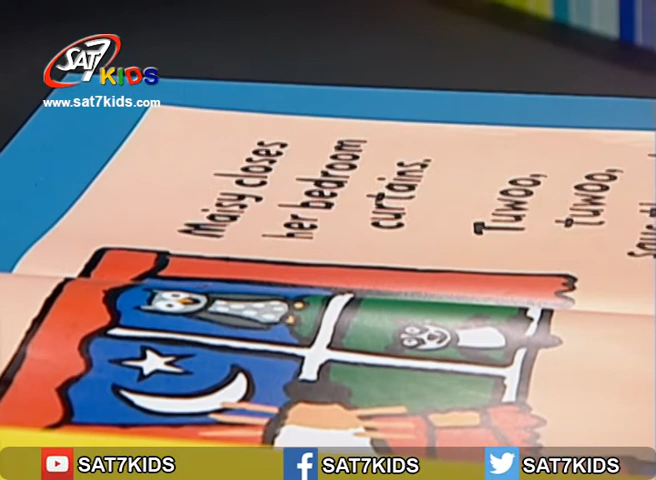 SAT7
KIDS
www.sat7kids.com
Maisy closes
her bedroom
curtains.
Tuwoo,
tuwoo,
SAT7KIDS
SAT7KIDS
SAT7KIDS